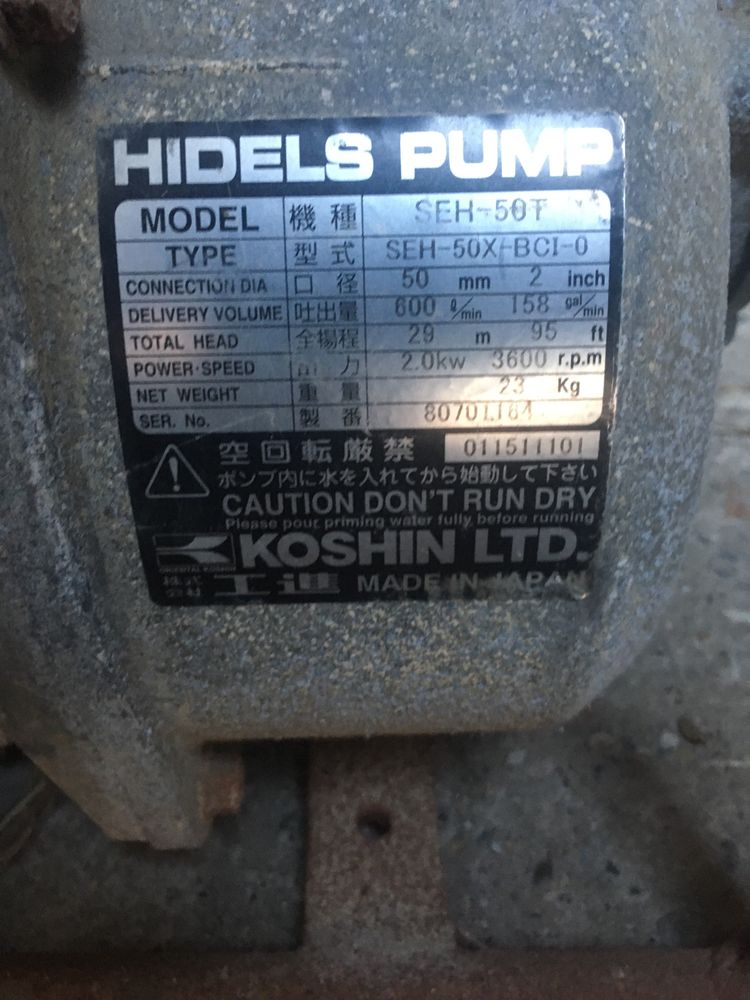 HIDELS PUMP
MODEL 機種 SEH-50T
TYPE 型式 SEH-50X-BCI-0
CONNECTION DIA 口径 50 mm 2 inch
DELIVERY VOLUME 吐出量 600 ℓ/min 158 gal/min
TOTAL HEAD 全揚程 29 m 95 ft
POWER·SPEED 力 2.0kw 3600 r.p.m
NET WEIGHT 重量 23 Kg
SER. No. 製番
空回転厳禁 011511101
ポンプ内に水を入れてから始動して下さい
CAUTION DON'T RUN DRY
Please pour priming water fully before running
ORIENTAL KOSHIN KOSHIN LTD.
株式会社 工進 MADE IN JAPAN